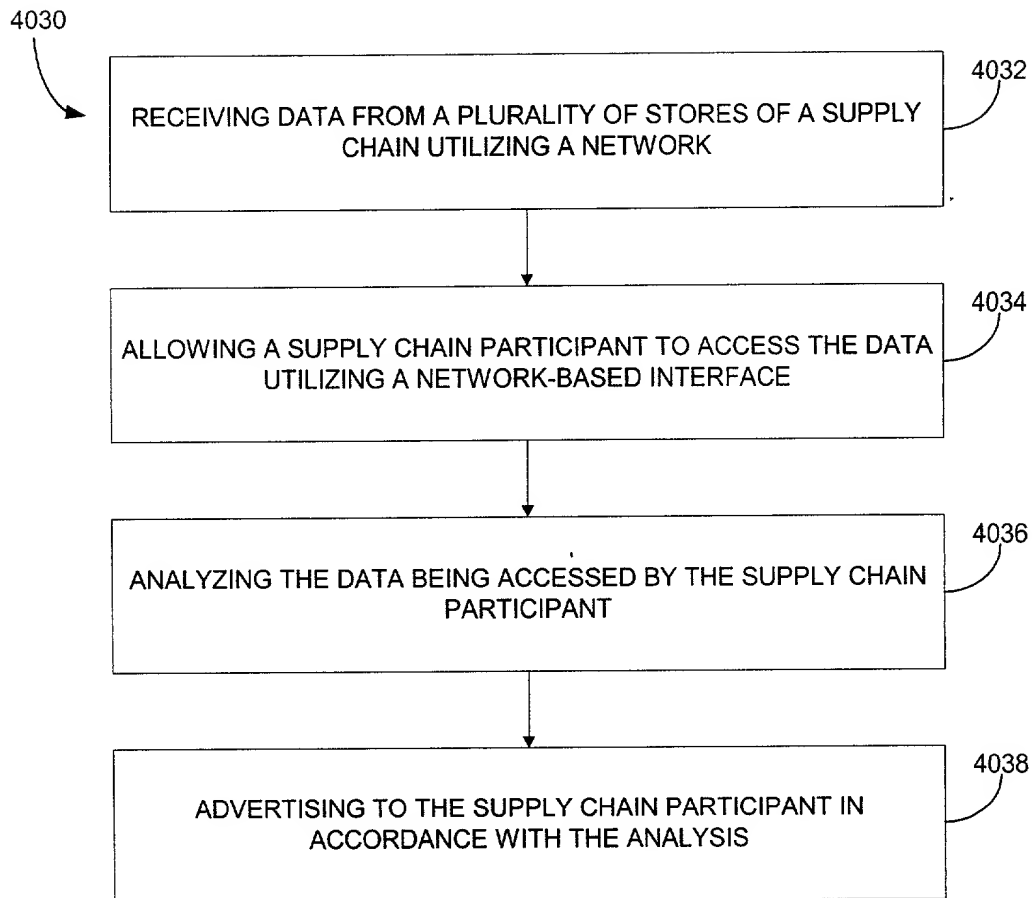 4030
4032
RECEIVING DATA FROM A PLURALITY OF STORES OF A SUPPLY
CHAIN UTILIZING A NETWORK
4034
ALLOWING A SUPPLY CHAIN PARTICIPANT TO ACCESS THE DATA
UTILIZING A NETWORK-BASED INTERFACE
4036
ANALYZING THE DATA BEING ACCESSED BY THE SUPPLY CHAIN
PARTICIPANT
4038
ADVERTISING TO THE SUPPLY CHAIN PARTICIPANT IN
ACCORDANCE WITH THE ANALYSIS